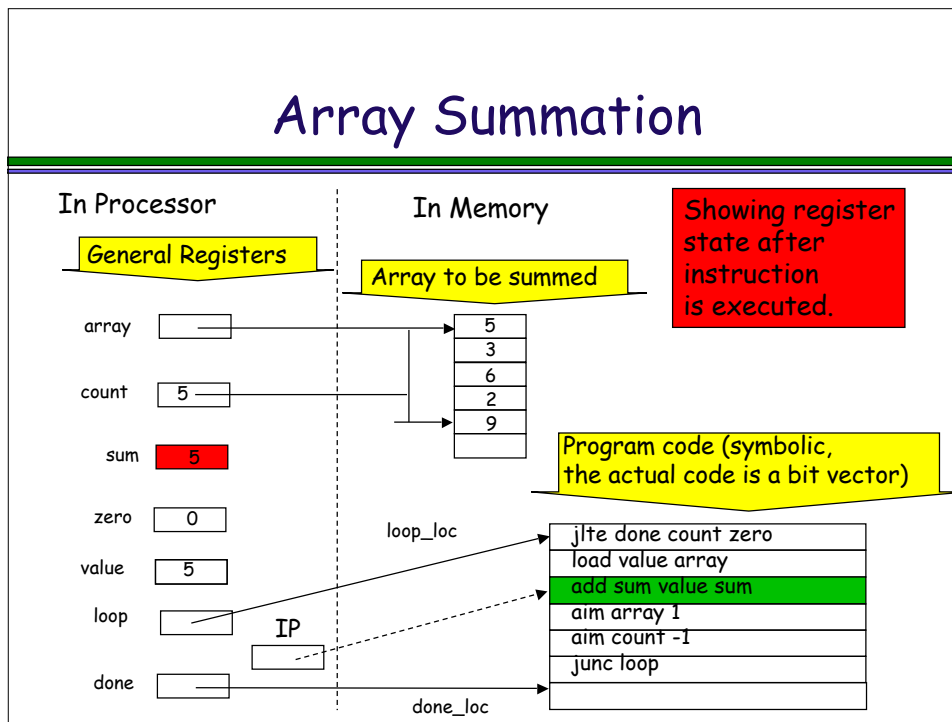 Array Summation
In Processor
In Memory
Showing register
state after
instruction
is executed.
General Registers
Array to be summed
array
5
3
6
2
9
count
5
sum
5
Program code (symbolic,
the actual code is a bit vector)
zero
0
value
5
loop
IP
done
loop_loc
jlte done count zero
load value array
add sum value sum
aim array 1
aim count -1
junc loop
done_loc